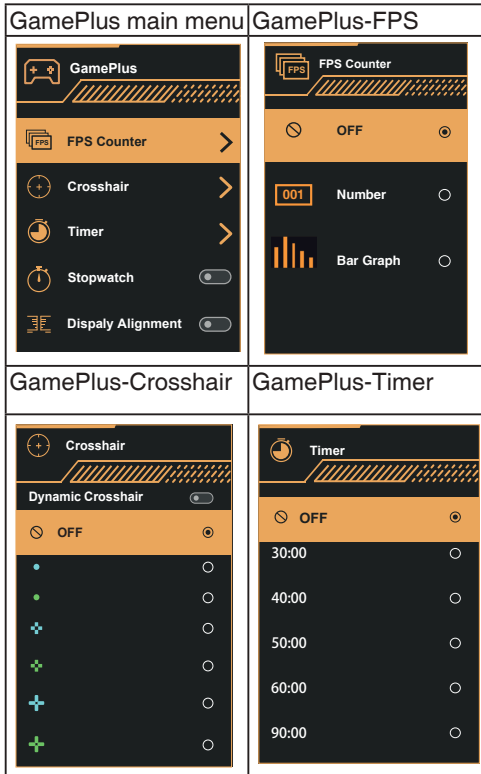 GamePlus main menu
GamePlus
FPS
FPS Counter
Crosshair
Timer
Stopwatch
Dispaly Alignment
GamePlus-FPS
FPS
FPS Counter
OFF
001
Number
Bar Graph
GamePlus-Crosshair
Crosshair
Dynamic Crosshair
OFF
GamePlus-Timer
Timer
OFF
30:00
40:00
50:00
60:00
90:00